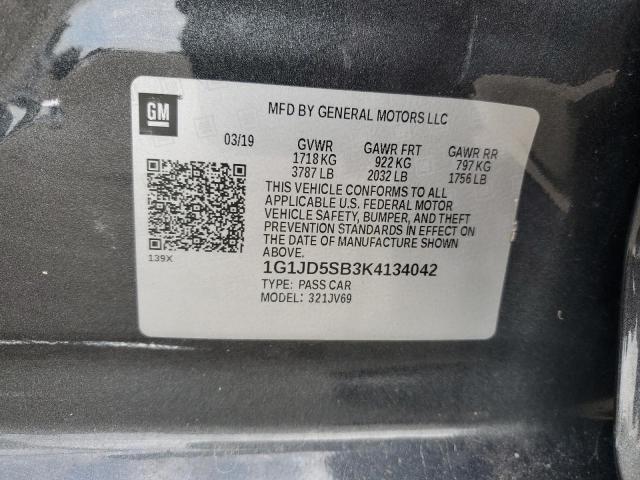 GM
MFD BY GENERAL MOTORS LLC
03/19 GVWR GAWR FRT GAWR RR
1718 KG 922 KG 797 KG
3787 LB 2032 LB 1756 LB
THIS VEHICLE CONFORMS TO ALL
APPLICABLE U.S. FEDERAL MOTOR
VEHICLE SAFETY, BUMPER, AND THEFT
PREVENTION STANDARDS IN EFFECT ON
THE DATE OF MANUFACTURE SHOWN
ABOVE.
139X
1G1JD5SB3K4134042
TYPE: PASS CAR
MODEL: 321JV69